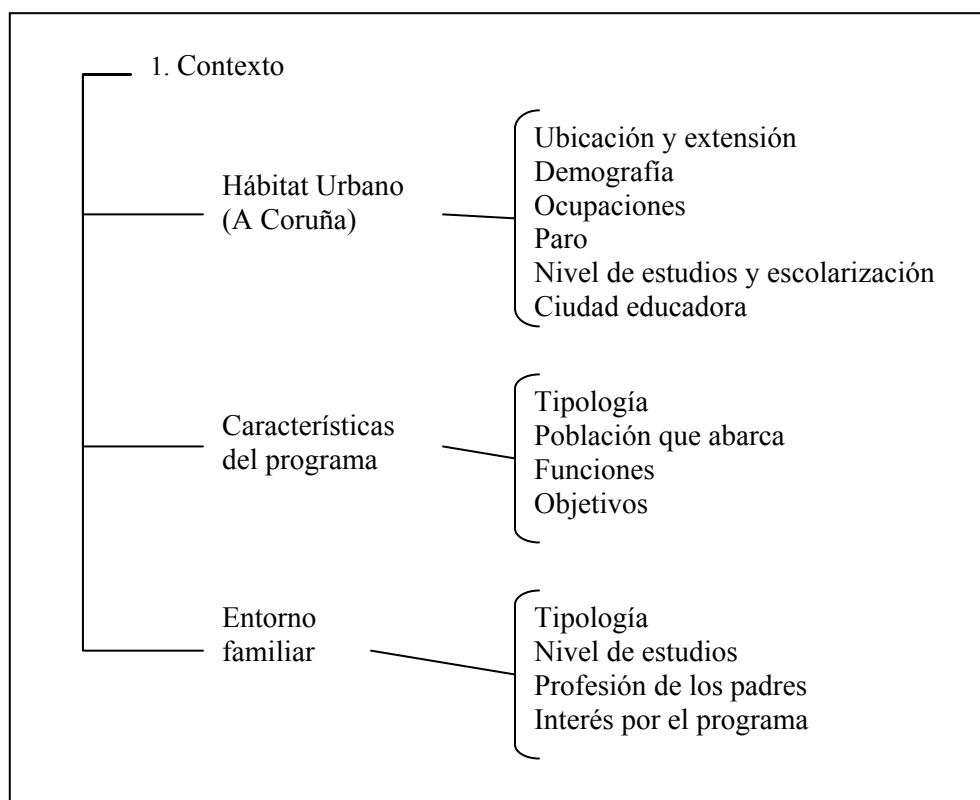 1. Contexto
Hábitat Urbano
(A Coruña)
Ubicación y extensión
Demografía
Ocupaciones
Paro
Nivel de estudios y escolarización
Ciudad educadora
Características
del programa
Tipología
Población que abarca
Funciones
Objetivos
Entorno
familiar
Tipología
Nivel de estudios
Profesión de los padres
Interés por el programa